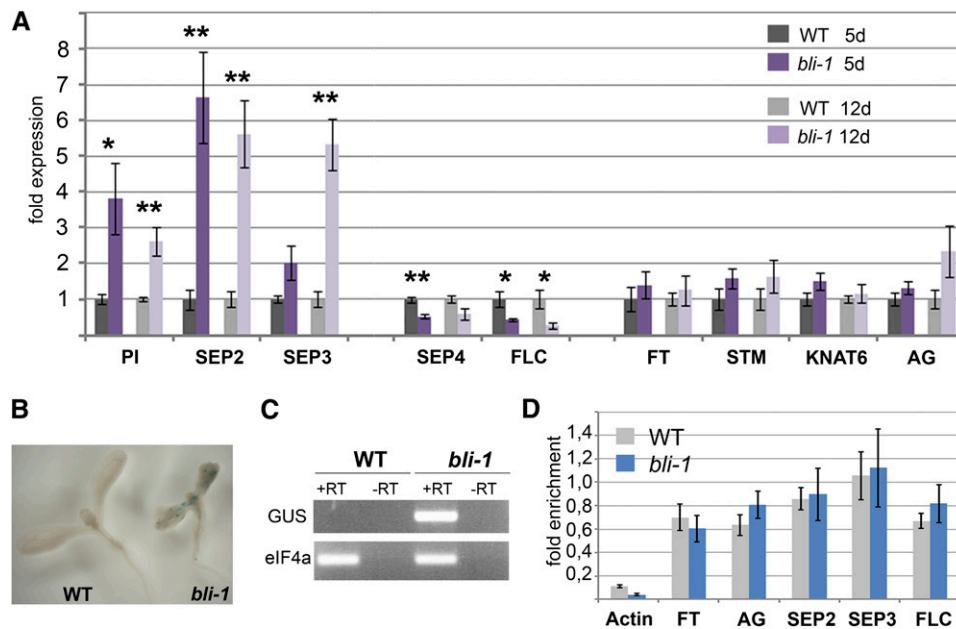 A
fold expression
8
7
6
5
4
3
2
1
* ** ** ** ** * *
WT 5d
bli-1 5d
WT 12d
bli-1 12d
PI SEP2 SEP3 SEP4 FLC FT STM KNAT6 AG
B
WT bli-1
C
WT bli-1
+RT -RT +RT -RT
GUS
eIF4a
D
fold enrichment
1,4
1,2
1,0
0,8
0,6
0,4
0,2
WT
bli-1
Actin FT AG SEP2 SEP3 FLC